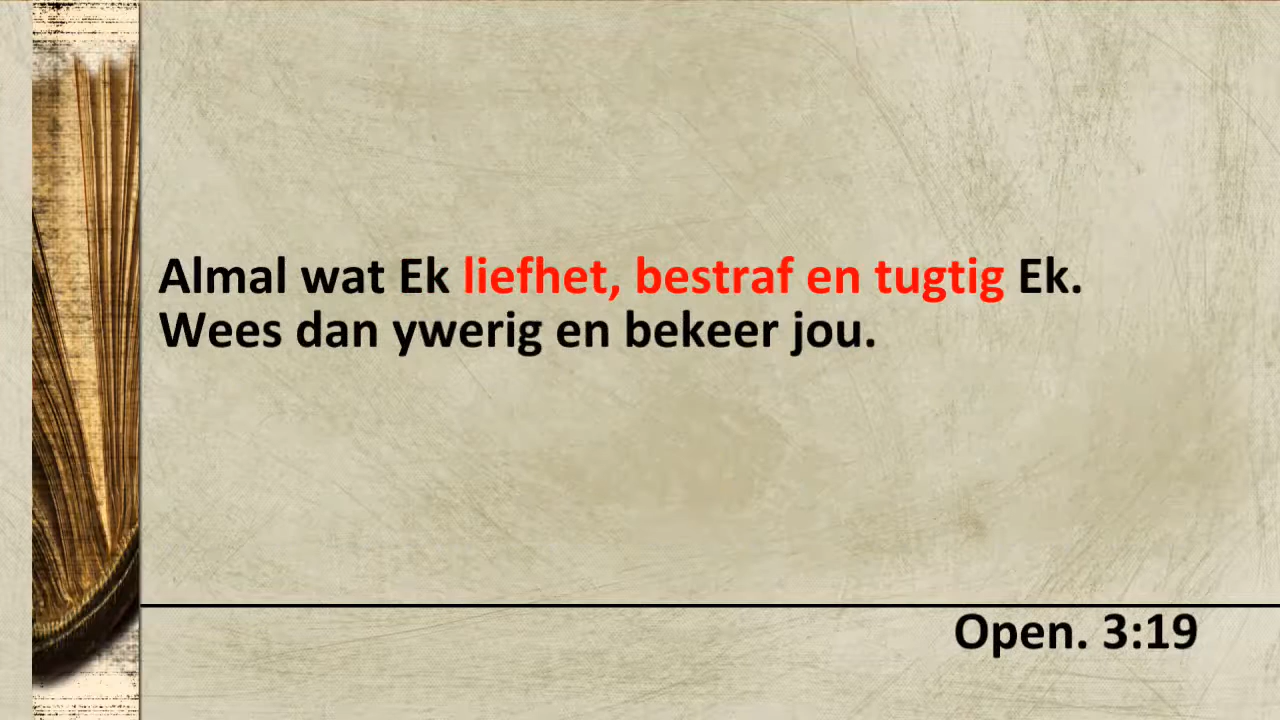 Almal wat Ek liefhet, bestraf en tugtig Ek.
Wees dan ywerig en bekeer jou.
Open. 3:19